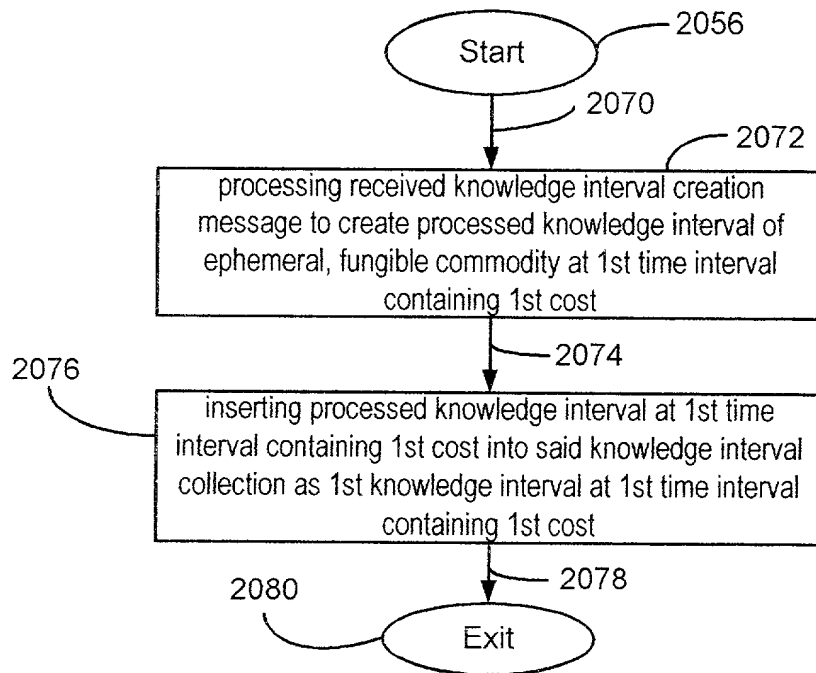 2056
Start
2070
2072
processing received knowledge interval creation
message to create processed knowledge interval of
ephemeral, fungible commodity at 1st time interval
containing 1st cost
2074
2076
inserting processed knowledge interval at 1st time
interval containing 1st cost into said knowledge interval
collection as 1st knowledge interval at 1st time interval
containing 1st cost
2078
2080
Exit